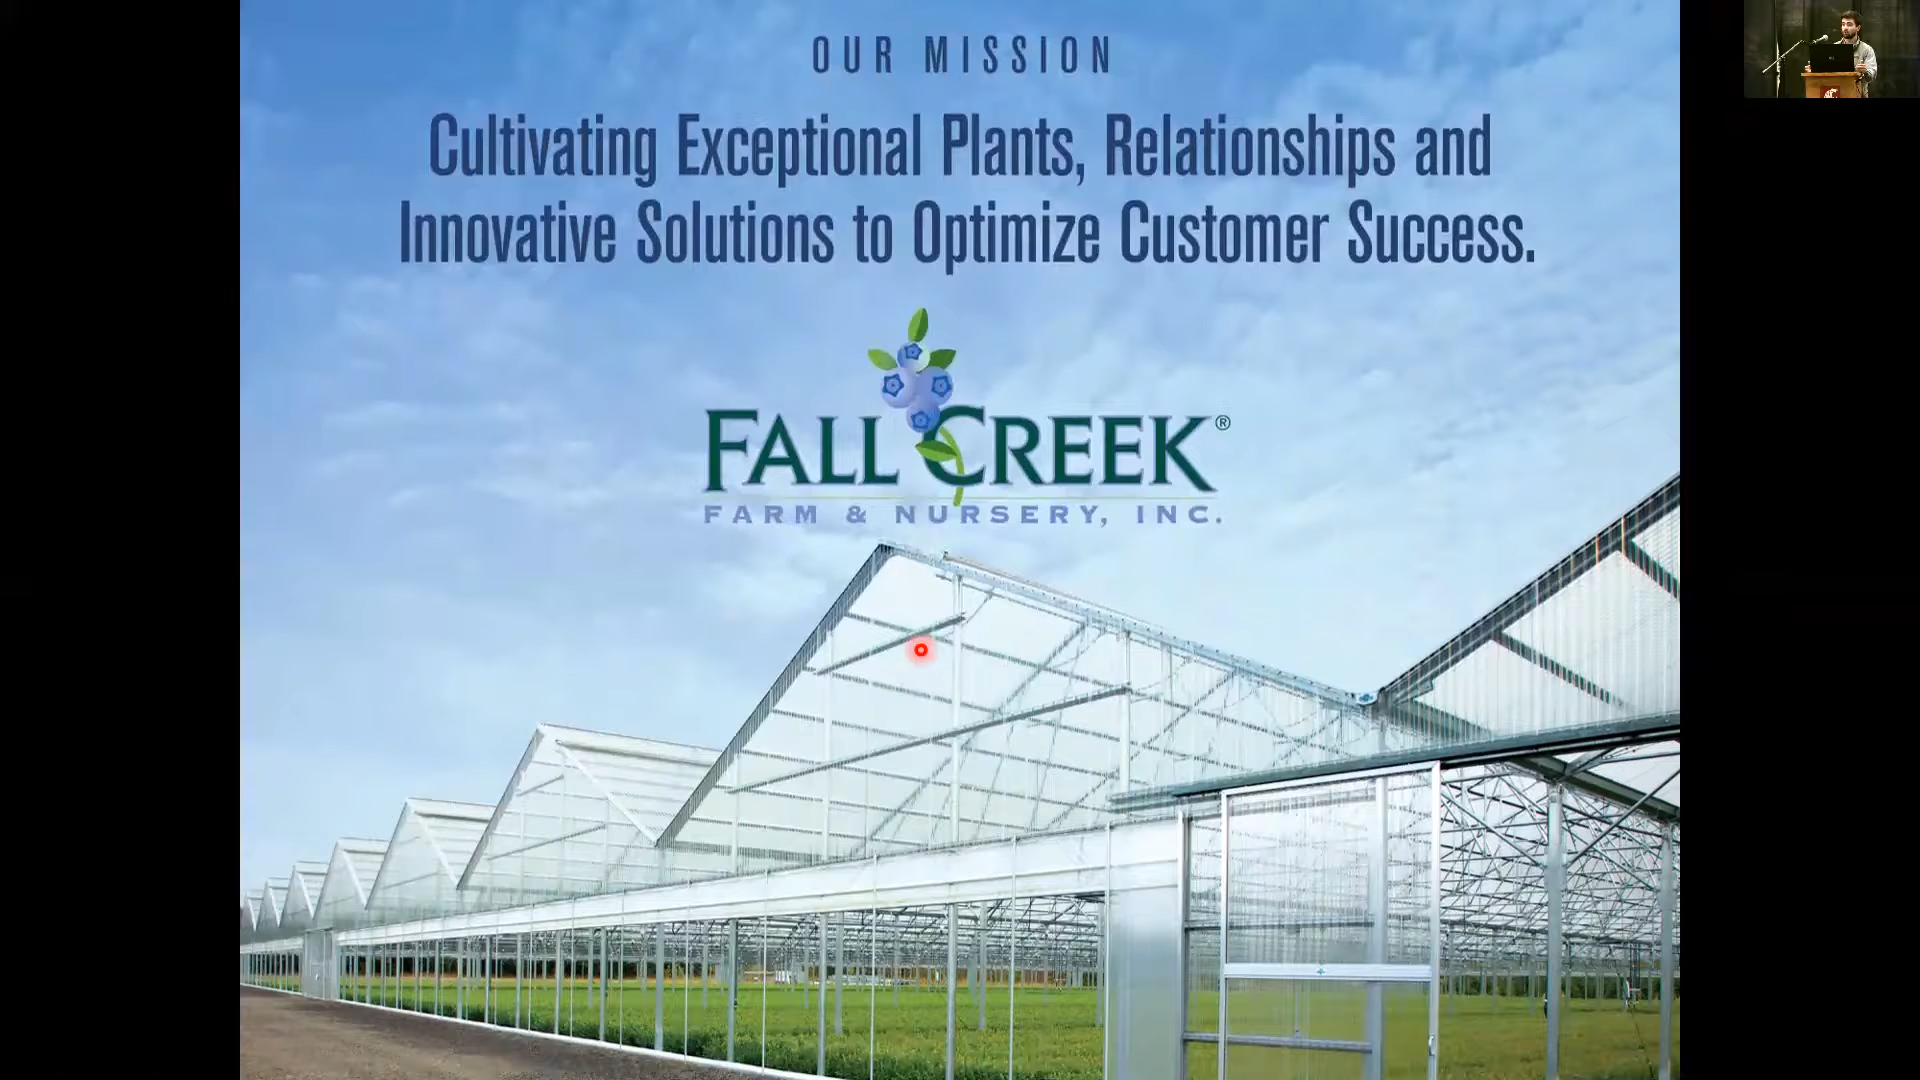 OUR MISSION
Cultivating Exceptional Plants, Relationships and
Innovative Solutions to Optimize Customer Success.
FALL CREEK®
FARM & NURSERY, INC.